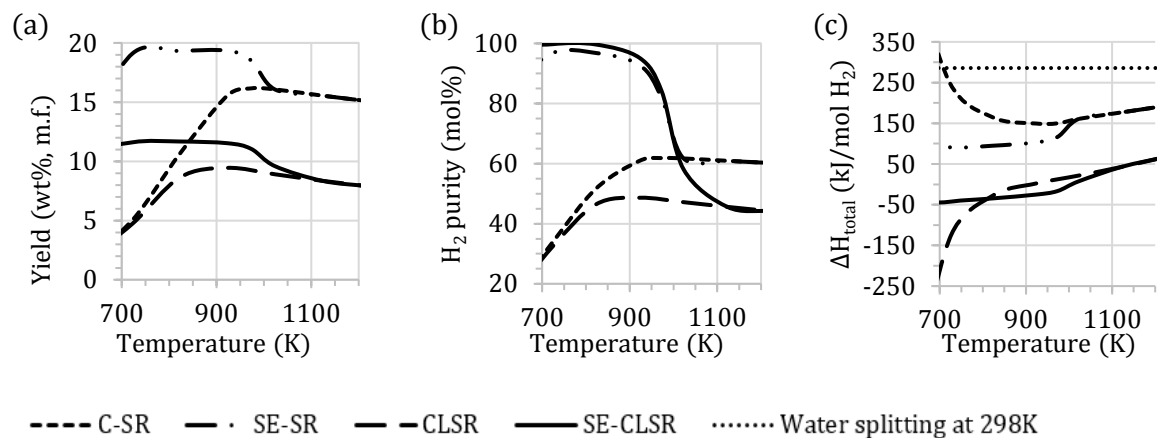 (a)
Yield (wt%, m.f.)
20
15
10
5
0
700
900
1100
Temperature (K)
(b)
H₂ purity (mol%)
100
80
60
40
20
700
900
1100
Temperature (K)
(c)
ΔH_total (kJ/mol H₂)
350
250
150
50
-50
-150
-250
700
900
1100
Temperature (K)
C-SR
SE-SR
CLSR
SE-CLSR
Water splitting at 298K